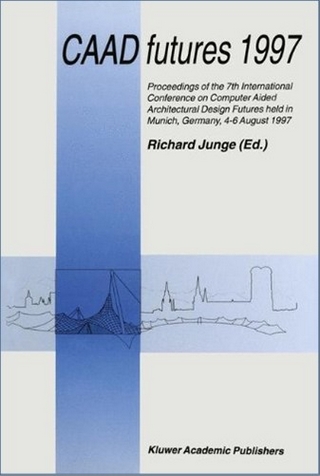 CAAD futures 1997
Proceedings of the 7th International
Conference on Computer Aided
Architectural Design Futures held in
Munich, Germany, 4-6 August 1997
Richard Junge (Ed.)
Kluwer Academic Publishers